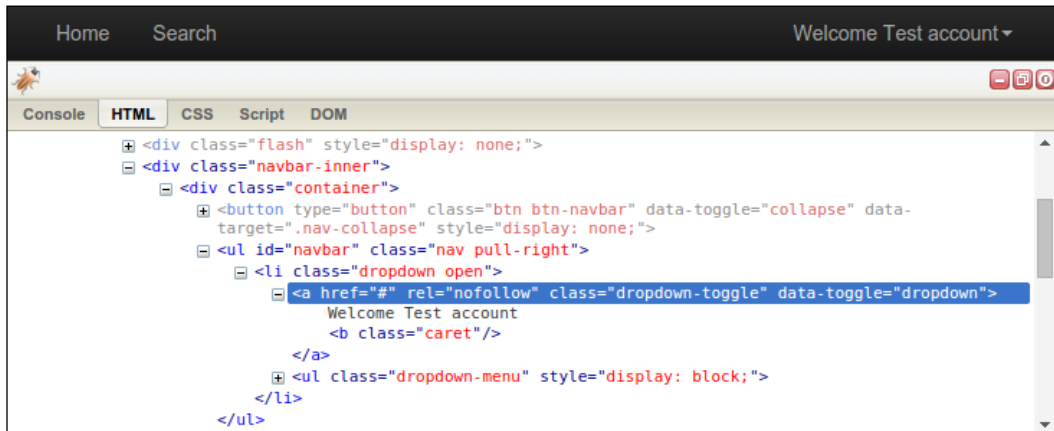 Home Search Welcome Test account
Console HTML CSS Script DOM
<div class="flash" style="display: none;">
<div class="navbar-inner">
<div class="container">
<button type="button" class="btn btn-navbar" data-toggle="collapse" data-
target=".nav-collapse" style="display: none;">
<ul id="navbar" class="nav pull-right">
<li class="dropdown open">
<a href="#" rel="nofollow" class="dropdown-toggle" data-toggle="dropdown">
Welcome Test account
<b class="caret"/>
</a>
<ul class="dropdown-menu" style="display: block;">
</li>
</ul>